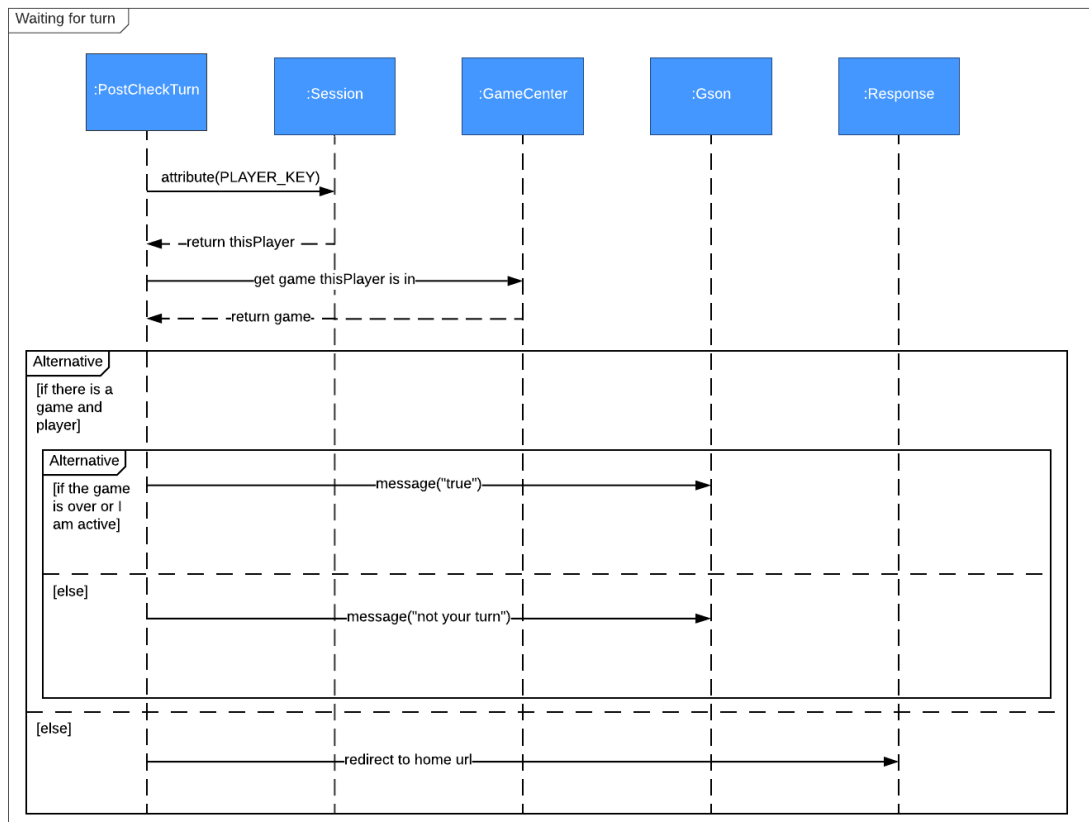 Waiting for turn
:PostCheckTurn
:Session
:GameCenter
:Gson
:Response
attribute(PLAYER_KEY)
return thisPlayer
get game thisPlayer is in
return game
Alternative
[if there is a
game and
player]
Alternative
[if the game
is over or I
am active]
message("true")
[else]
message("not your turn")
[else]
redirect to home url